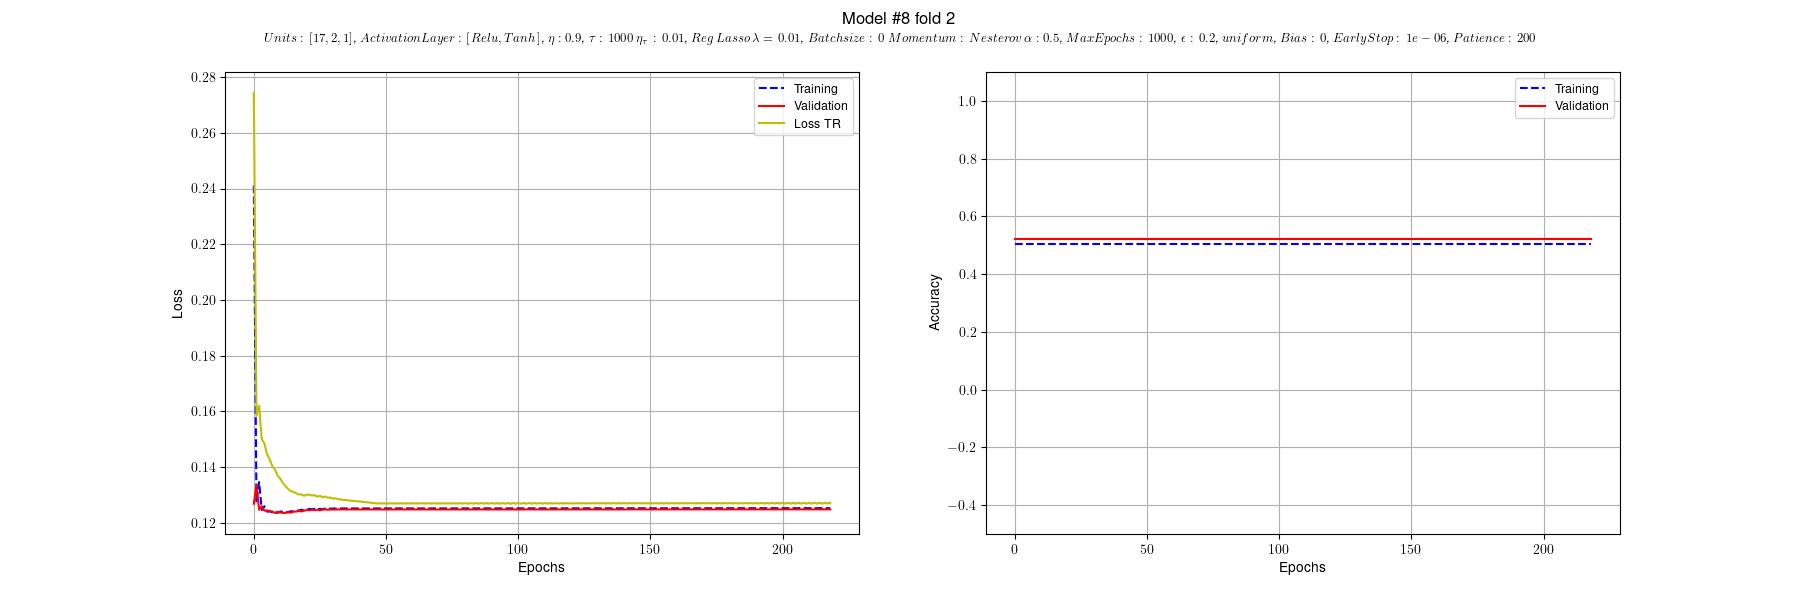 Model #8 fold 2
Units : [17, 2, 1], ActivationLayer : [Relu, Tanh], η : 0.9, τ : 1000 η_τ : 0.01, Reg Lasso λ = 0.01, Batchsize : 0 Momentum : Nesterov α : 0.5, MaxEpochs : 1000, ϵ : 0.2, uniform, Bias : 0, EarlyStop : 1e − 06, Patience : 200
0.28
0.26
0.24
0.22
0.20
0.18
0.16
0.14
0.12
Loss
0 50 100 150 200
Epochs
Training
Validation
Loss TR
1.0
0.8
0.6
0.4
0.2
0.0
−0.2
−0.4
Accuracy
0 50 100 150 200
Epochs
Training
Validation